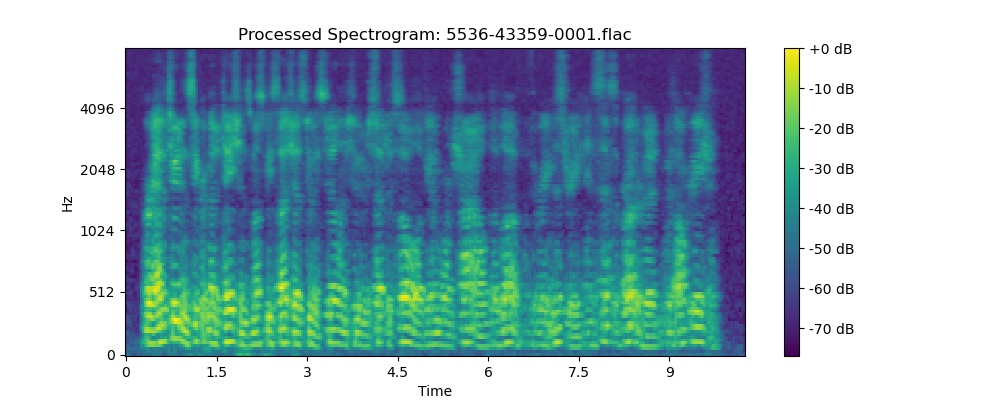 Processed Spectrogram: 5536-43359-0001.flac
Hz
4096
2048
1024
512
0
0 1.5 3 4.5 6 7.5 9
Time
+0 dB
-10 dB
-20 dB
-30 dB
-40 dB
-50 dB
-60 dB
-70 dB